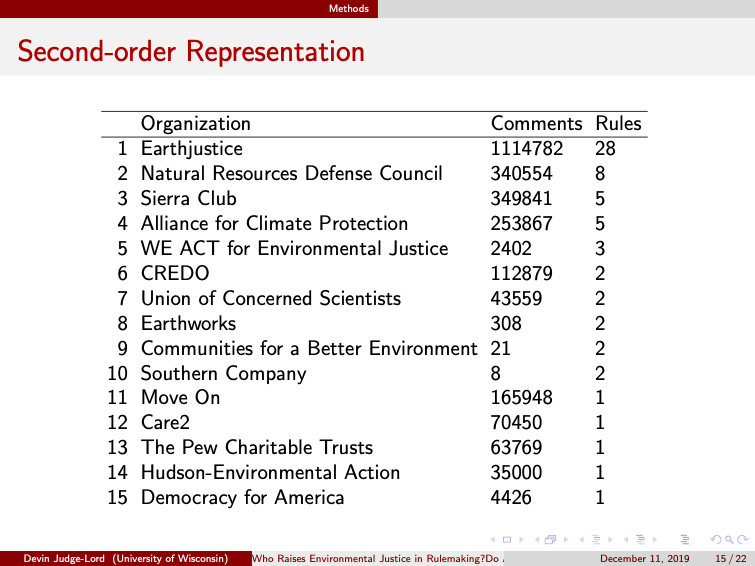 Methods
Second-order Representation
Organization Comments Rules
1 Earthjustice 1114782 28
2 Natural Resources Defense Council 340554 8
3 Sierra Club 349841 5
4 Alliance for Climate Protection 253867 5
5 WE ACT for Environmental Justice 2402 3
6 CREDO 112879 2
7 Union of Concerned Scientists 43559 2
8 Earthworks 308 2
9 Communities for a Better Environment 21 2
10 Southern Company 8 2
11 Move On 165948 1
12 Care2 70450 1
13 The Pew Charitable Trusts 63769 1
14 Hudson-Environmental Action 35000 1
15 Democracy for America 4426 1
Devin Judge-Lord (University of Wisconsin) Who Raises Environmental Justice in Rulemaking?Do December 11, 2019 15 / 22